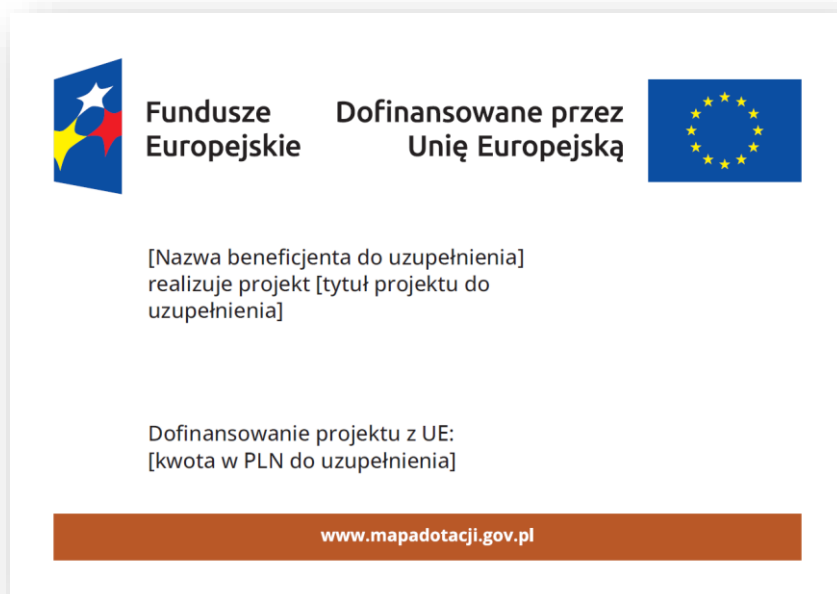 Fundusze
Europejskie
Dofinansowane przez
Unię Europejską
[Nazwa beneficjenta do uzupełnienia]
realizuje projekt [tytuł projektu do
uzupełnienia]
Dofinansowanie projektu z UE:
[kwota w PLN do uzupełnienia]
www.mapadotacji.gov.pl